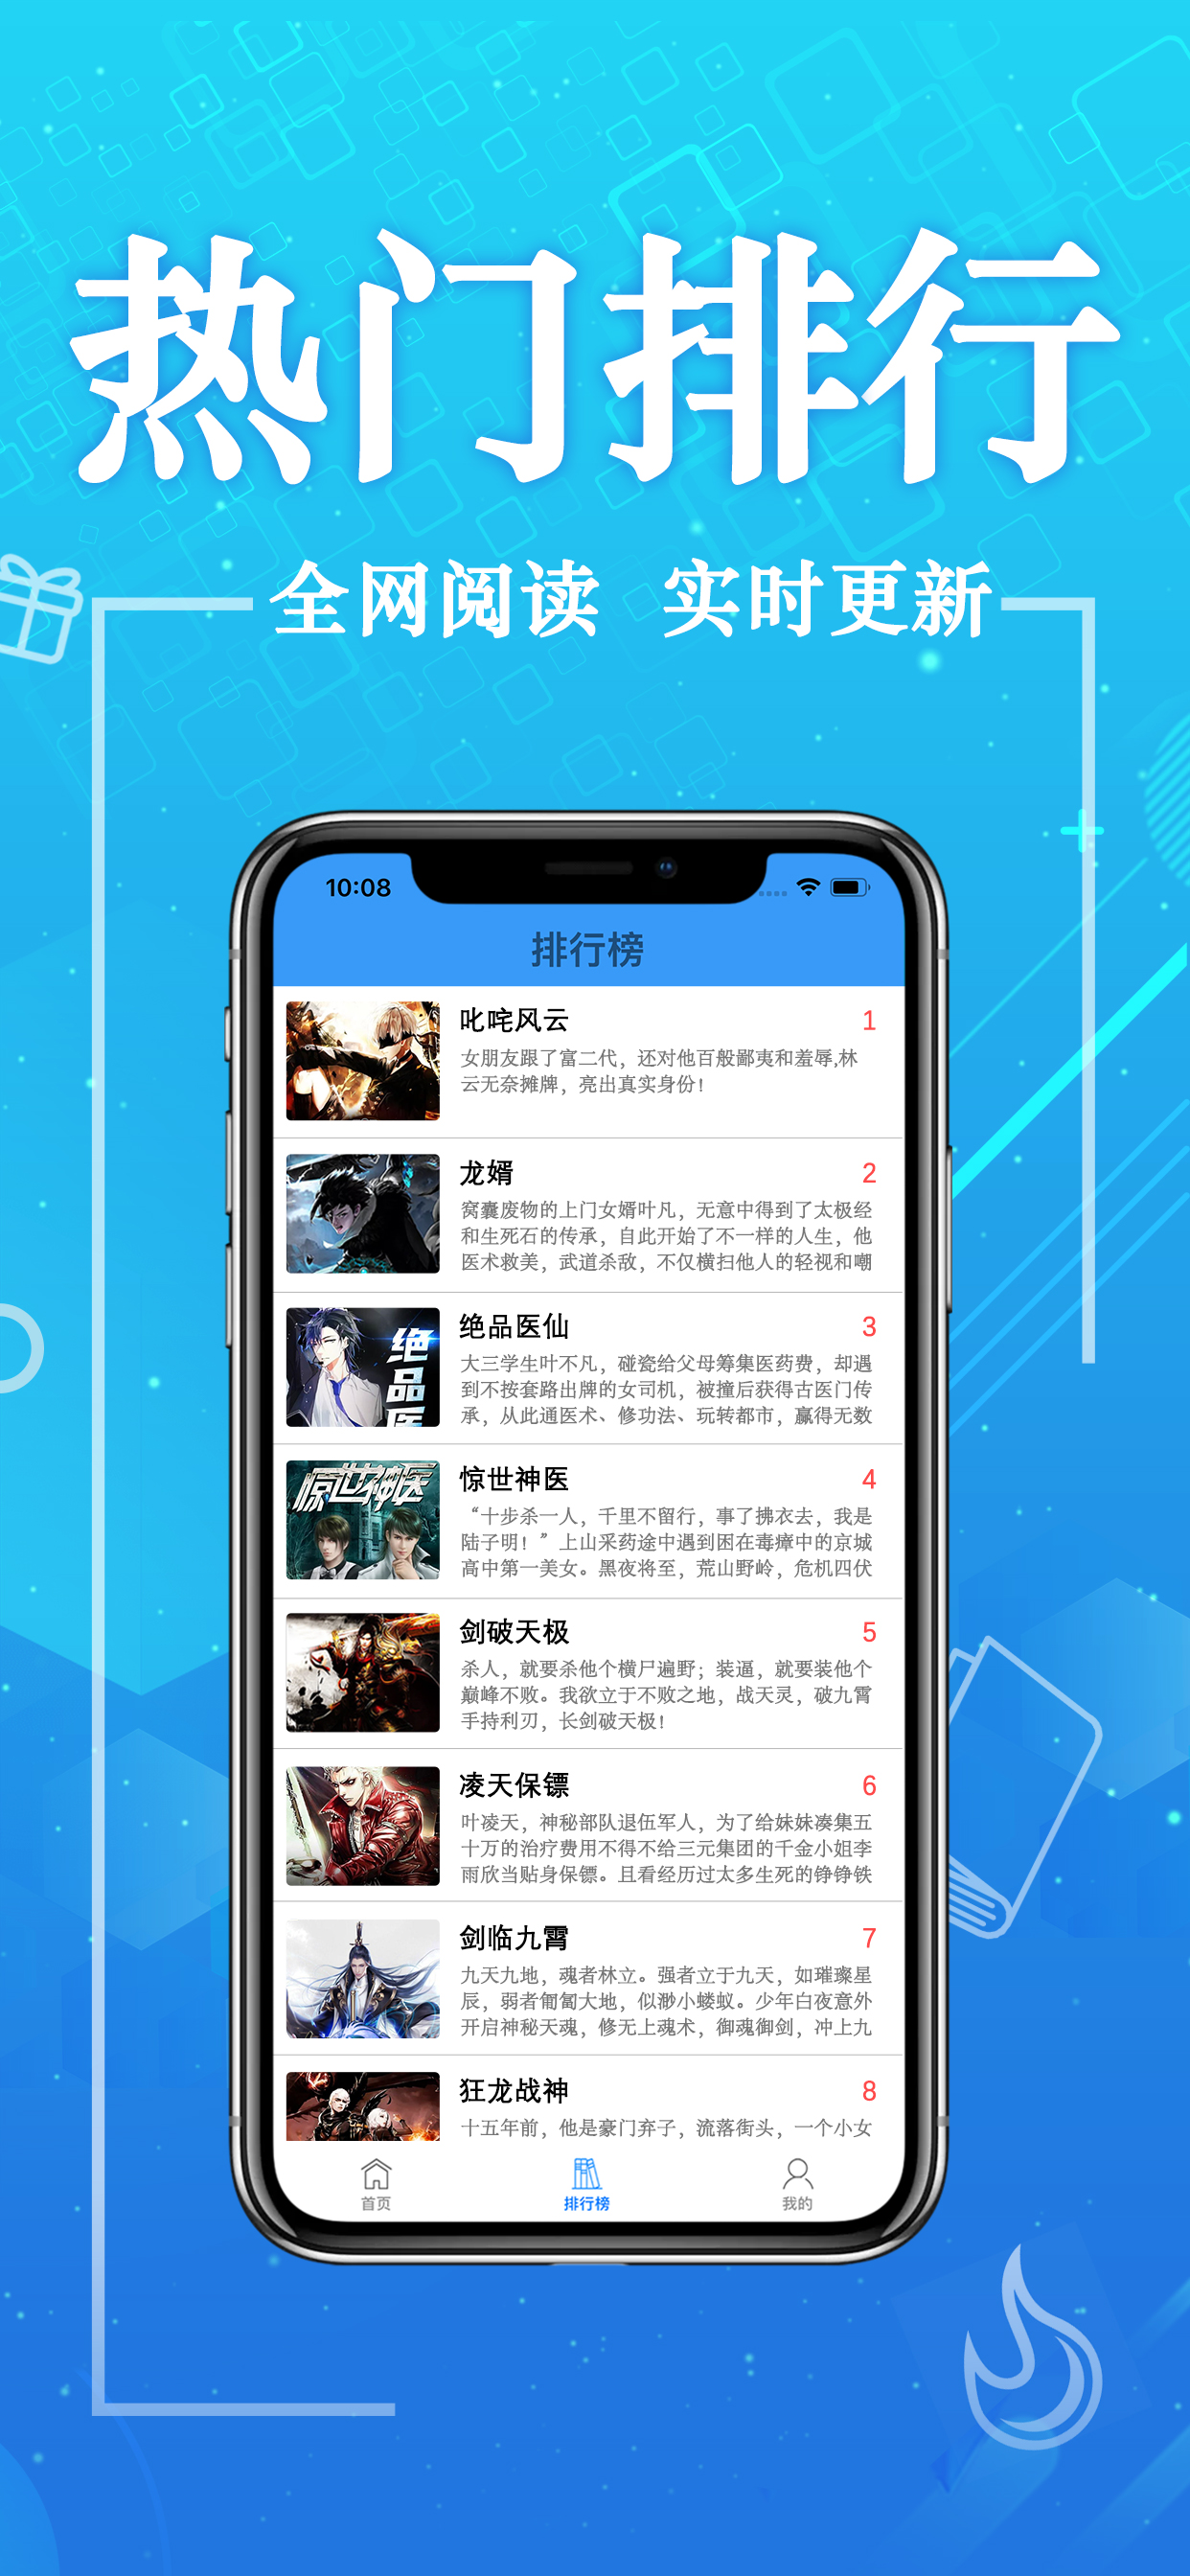 热门排行
全网阅读 实时更新
10:08
排行榜
叱咤风云 1
女朋友跟了富二代，还对他百般鄙夷和羞辱,林
云无奈摊牌，亮出真实身份！
龙婿 2
窝囊废物的上门女婿叶凡，无意中得到了太极经
和生死石的传承，自此开始了不一样的人生，他
医术救美，武道杀敌，不仅横扫他人的轻视和嘲
绝品医
绝品医仙 3
大三学生叶不凡，碰瓷给父母筹集医药费，却遇
到不按套路出牌的女司机，被撞后获得古医门传
承，从此通医术、修功法、玩转都市，赢得无数
惊世神医
惊世神医 4
“十步杀一人，千里不留行，事了拂衣去，我是
陆子明！”上山采药途中遇到困在毒瘴中的京城
高中第一美女。黑夜将至，荒山野岭，危机四伏
剑破天极 5
杀人，就要杀他个横尸遍野；装逼，就要装他个
巅峰不败。我欲立于不败之地，战天灵，破九霄
手持利刃，长剑破天极！
凌天保镖 6
叶凌天，神秘部队退伍军人，为了给妹妹凑集五
十万的治疗费用不得不给三元集团的千金小姐李
雨欣当贴身保镖。且看经历过太多生死的铮铮铁
剑临九霄 7
九天九地，魂者林立。强者立于九天，如璀璨星
辰，弱者匍匐大地，似渺小蝼蚁。少年白夜意外
开启神秘天魂，修无上魂术，御魂御剑，冲上九
狂龙战神 8
十五年前，他是豪门弃子，流落街头，一个小女
首页
排行榜
我的